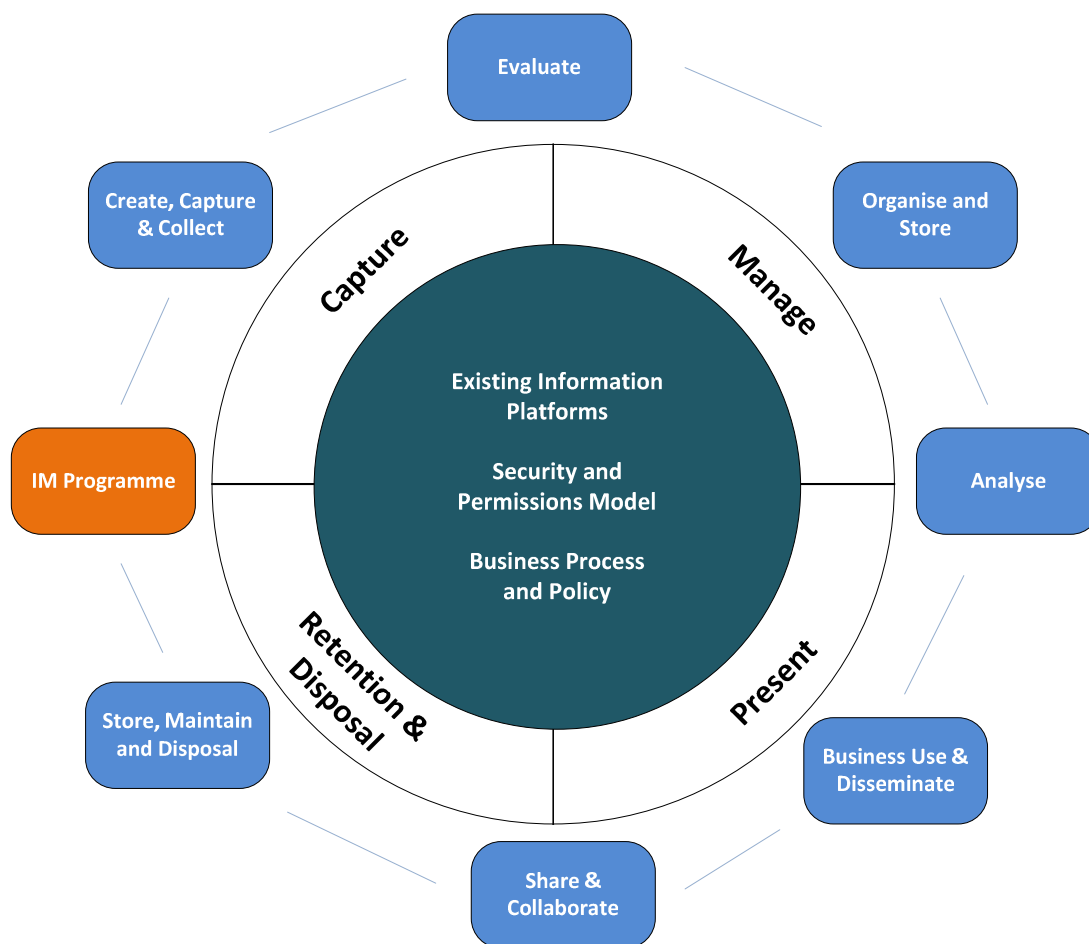 Evaluate
Create, Capture
& Collect
Organise and
Store
Capture
Manage
Existing Information
Platforms
Security and
Permissions Model
Business Process
and Policy
IM Programme
Analyse
Retention &
Disposal
Present
Store, Maintain
and Disposal
Business Use &
Disseminate
Share &
Collaborate